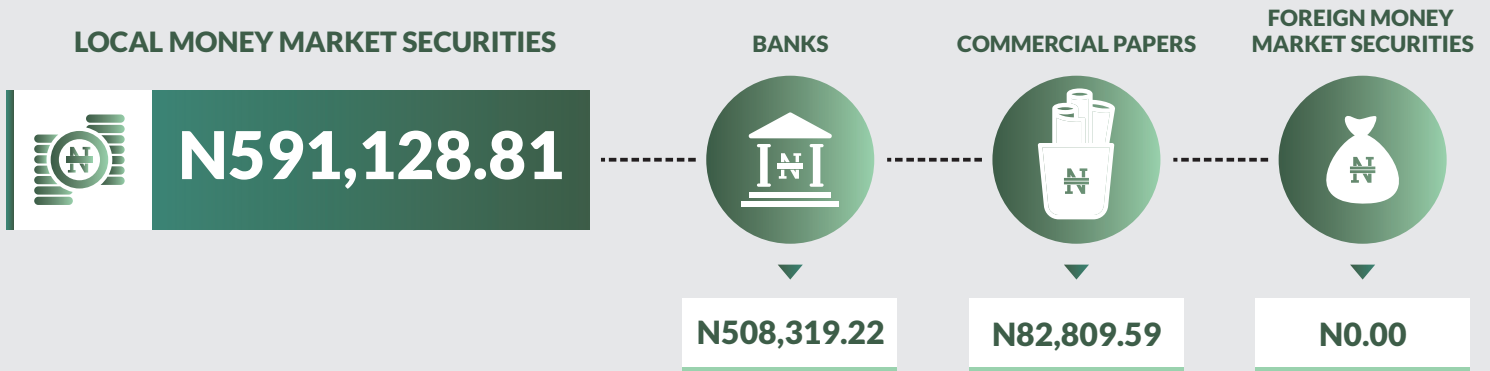 LOCAL MONEY MARKET SECURITIES
N591,128.81
N
BANKS
N
N508,319.22
COMMERCIAL PAPERS
N
N82,809.59
FOREIGN MONEY
MARKET SECURITIES
N
N0.00